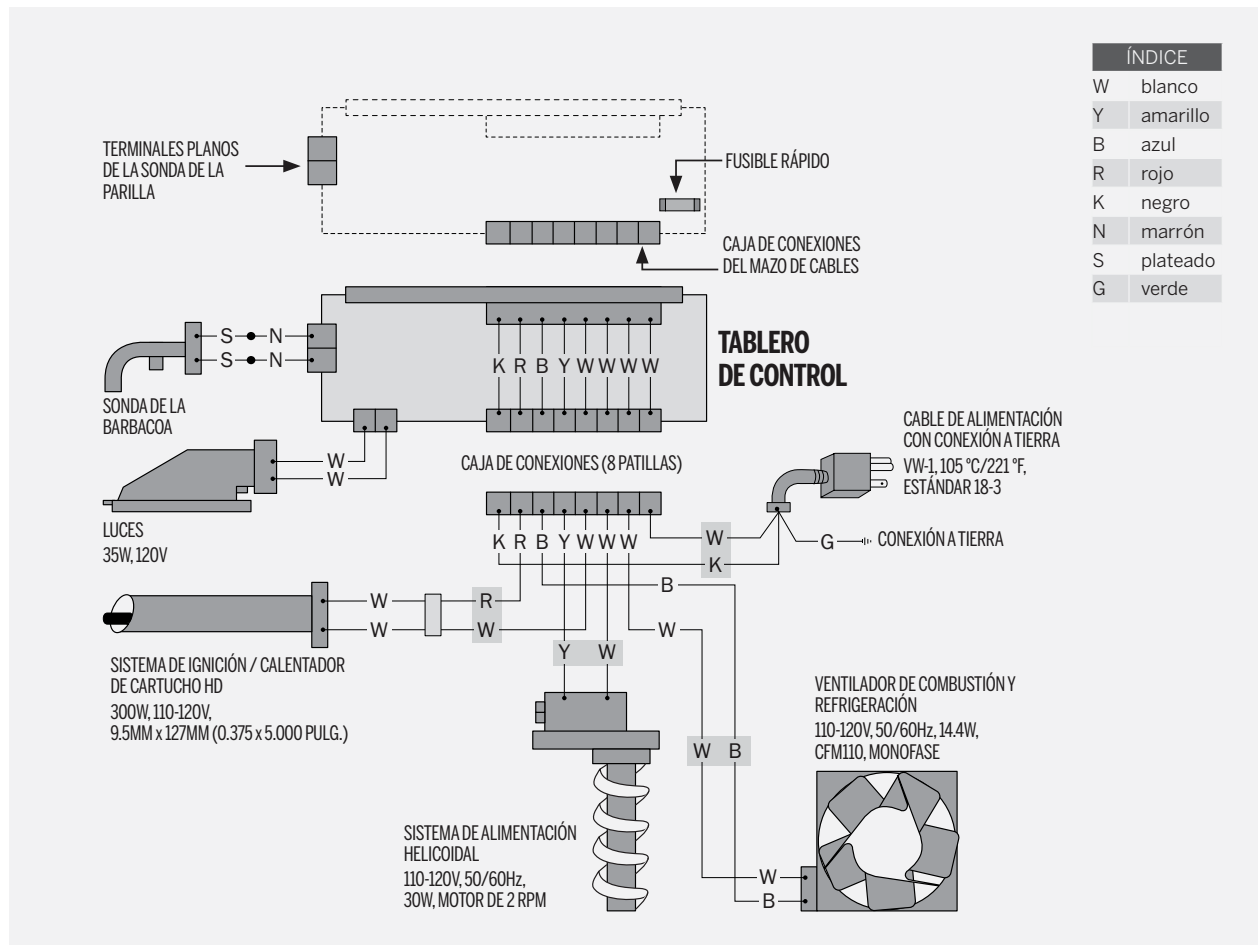 ÍNDICE
W blanco
Y amarillo
B azul
R rojo
K negro
N marrón
S plateado
G verde
TERMINALES PLANOS
DE LA SONDA DE LA
PARILLA
FUSIBLE RÁPIDO
CAJA DE CONEXIONES
DEL MAZO DE CABLES
S N
S N
K R B Y W W W W
TABLERO
DE CONTROL
SONDA DE LA
BARBACOA
W
W
LUCES
35W, 120V
CAJA DE CONEXIONES (8 PATILLAS)
CABLE DE ALIMENTACIÓN
CON CONEXIÓN A TIERRA
VW-1, 105 °C/221 °F,
ESTÁNDAR 18-3
K R B Y W W W
W
K
G CONEXIÓN A TIERRA
B
W R
W W
W
SISTEMA DE IGNICIÓN / CALENTADOR
DE CARTUCHO HD
300W, 110-120V,
9.5MM x 127MM (0.375 x 5.000 PULG.)
Y W
W B
VENTILADOR DE COMBUSTIÓN Y
REFRIGERACIÓN
110-120V, 50/60Hz, 14.4W,
CFM110, MONOFASE
SISTEMA DE ALIMENTACIÓN
HELICOIDAL
110-120V, 50/60Hz,
30W, MOTOR DE 2 RPM
W
B